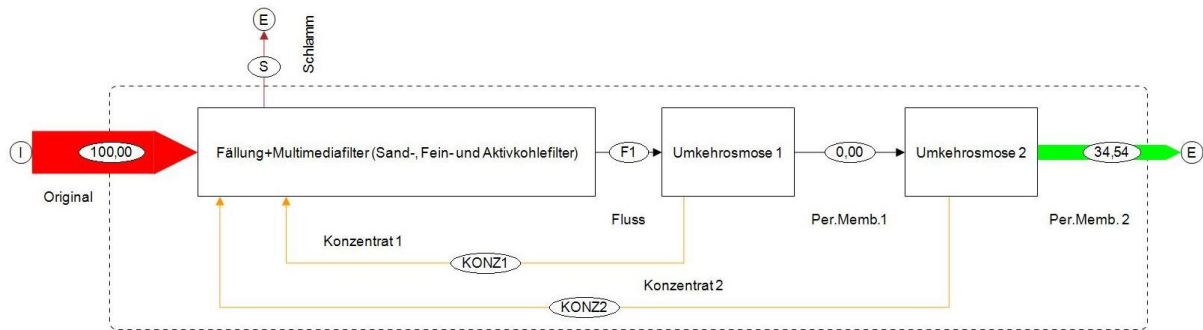 E
Schlamm
S
I
100,00
Original
Fällung+Multimediafilter (Sand-, Fein- und Aktivkohlefilter)
F1
Fluss
Umkehrosmose 1
0,00
Per.Memb.1
Umkehrosmose 2
34,54
Per.Memb. 2
E
Konzentrat 1
KONZ1
Konzentrat 2
KONZ2